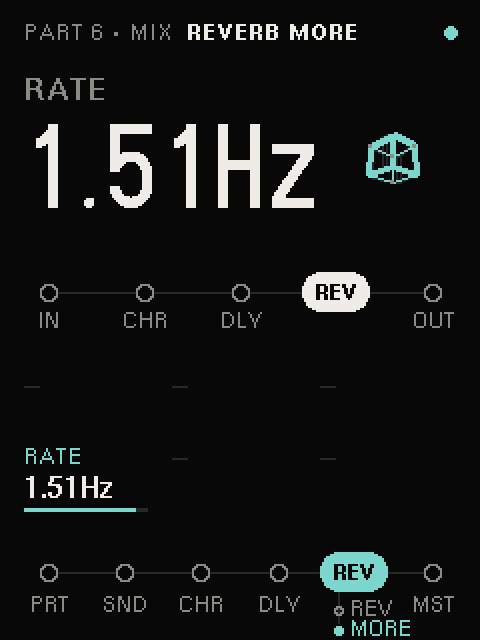 PART 6 · MIX REVERB MORE
RATE
1.51Hz
REV
IN CHR DLY OUT
RATE
1.51Hz
REV
PRT SND CHR DLY REV MST
MORE